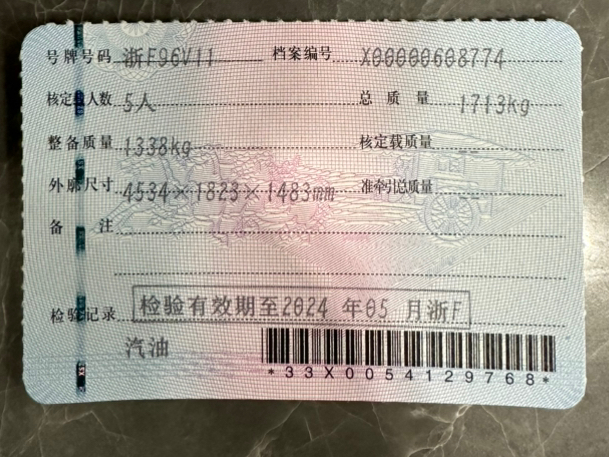 号牌号码 浙F96V11 档案编号 X00000608774
核定载人数 5人 总质量 1713kg
整备质量 1338kg 核定载质量 --
外廓尺寸 4534×1823×1483mm 准牵引总质量 --
备注
检验记录 检验有效期至2024 年05 月浙F
汽油
*33X0054129768*